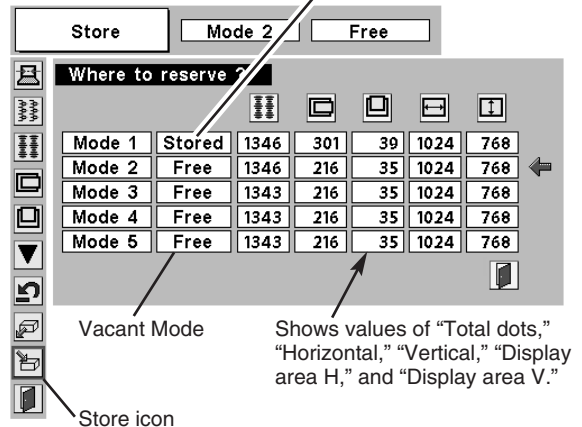 Store Mode 2 Free
Where to reserve ?
Mode 1 Stored 1346 301 39 1024 768
Mode 2 Free 1346 216 35 1024 768
Mode 3 Free 1343 216 35 1024 768
Mode 4 Free 1343 216 35 1024 768
Mode 5 Free 1343 216 35 1024 768
Vacant Mode
Shows values of “Total dots,”
“Horizontal,” “Vertical,” “Display
area H,” and “Display area V.”
Store icon